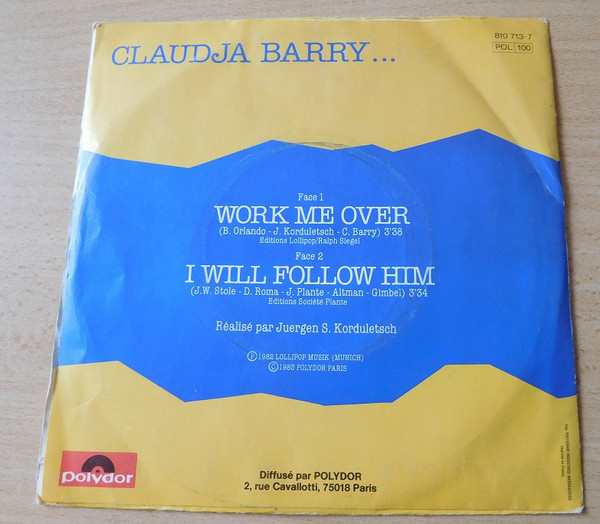 CLAUDJA BARRY...
810 713-7
POL 100
Face 1
WORK ME OVER
(B. Orlando - J. Korduletsch - C. Barry) 3'38
Editions Lollipop/Ralph Siegel
Face 2
I WILL FOLLOW HIM
(J.W. Stole - D. Roma - J. Plante - Altman - Gimbel) 3'34
Editions Société Plante
Réalisé par Juergen S. Korduletsch
Ⓟ 1982 LOLLIPOP MUSIK (MUNICH)
© 1983 POLYDOR PARIS
polydor
Diffusé par POLYDOR
2, rue Cavallotti, 75018 Paris